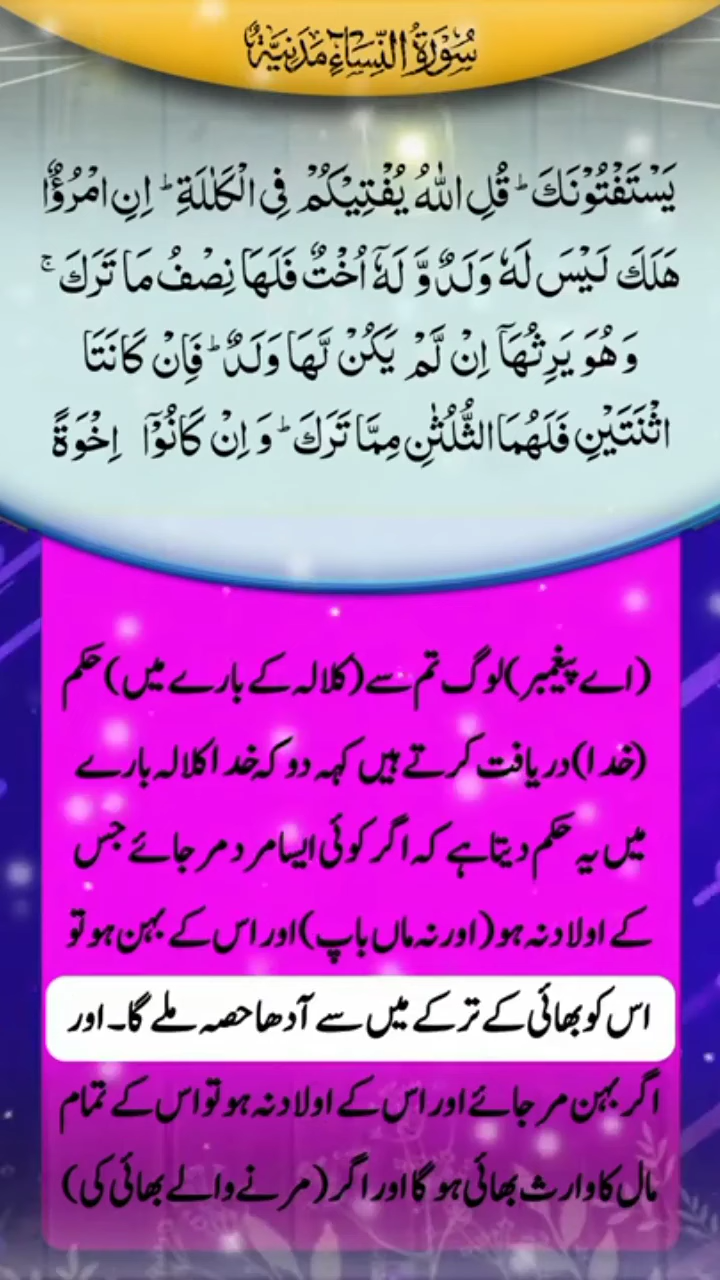 سُوْرَةُ النِّسَآءِ مَدَنِيَّةٌ
يَسْتَفْتُوْنَكَ ؕ قُلِ اللّٰهُ يُفْتِيْكُمْ فِي الْكَلٰلَةِ ؕ اِنِ امْرُؤٌا
هَلَكَ لَيْسَ لَهٗ وَلَدٌ وَّ لَهٗۤ اُخْتٌ فَلَهَا نِصْفُ مَا تَرَكَ ۚ
وَ هُوَ يَرِثُهَاۤ اِنْ لَّمْ يَكُنْ لَّهَا وَلَدٌ ؕ فَاِنْ كَانَتَا
اثْنَتَيْنِ فَلَهُمَا الثُّلُثٰنِ مِمَّا تَرَكَ ؕ وَ اِنْ كَانُوْۤا اِخْوَةً
(اے پیغمبر) لوگ تم سے (کلالہ کے بارے میں) حکم
(خدا) دریافت کرتے ہیں کہہ دو کہ خدا کلالہ بارے
میں یہ حکم دیتا ہے کہ اگر کوئی ایسا مرد مر جائے جس
کے اولاد نہ ہو (اور نہ ماں باپ) اور اس کے بہن ہو تو
اس کو بھائی کے ترکے میں سے آدھا حصہ ملے گا۔ اور
اگر بہن مر جائے اور اس کے اولاد نہ ہو تو اس کے تمام
مال کا وارث بھائی ہو گا اور اگر (مرنے والے بھائی کی)